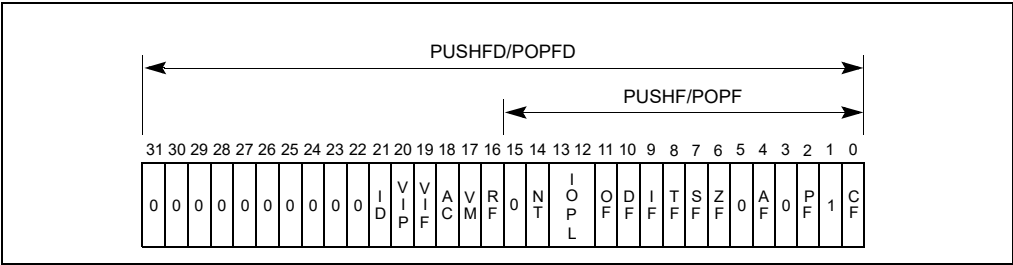 PUSHFD/POPFD
PUSHF/POPF
31 30 29 28 27 26 25 24 23 22 21 20 19 18 17 16 15 14 13 12 11 10 9 8 7 6 5 4 3 2 1 0
0 0 0 0 0 0 0 0 0 0 ID VIP VIF AC VM RF 0 NT IOPL OF DF IF TF SF ZF 0 AF 0 PF 1 CF